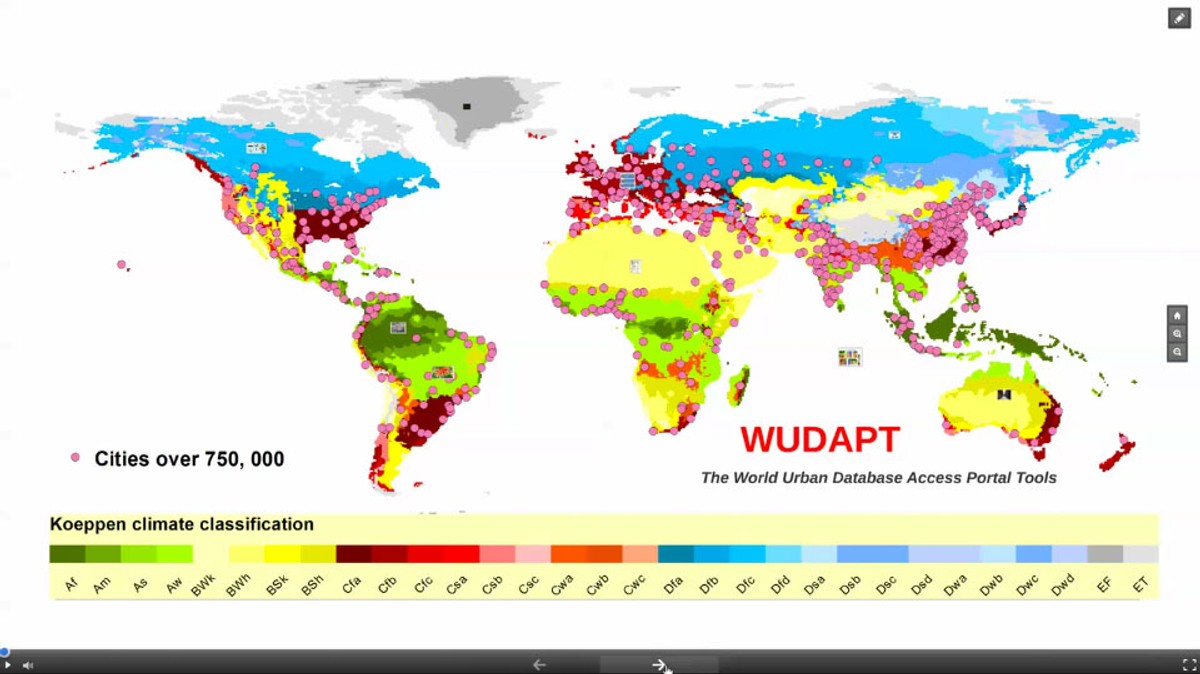 WUDAPT
Cities over 750, 000
The World Urban Database Access Portal Tools
Koeppen climate classification
Af Am As Aw BWk BWh BSk BSh Cfa Cfb Cfc Csa Csb Csc Cwa Cwb Cwc Dfa Dfb Dfc Dfd Dsa Dsb Dsc Dsd Dwa Dwb Dwc Dwd EF ET